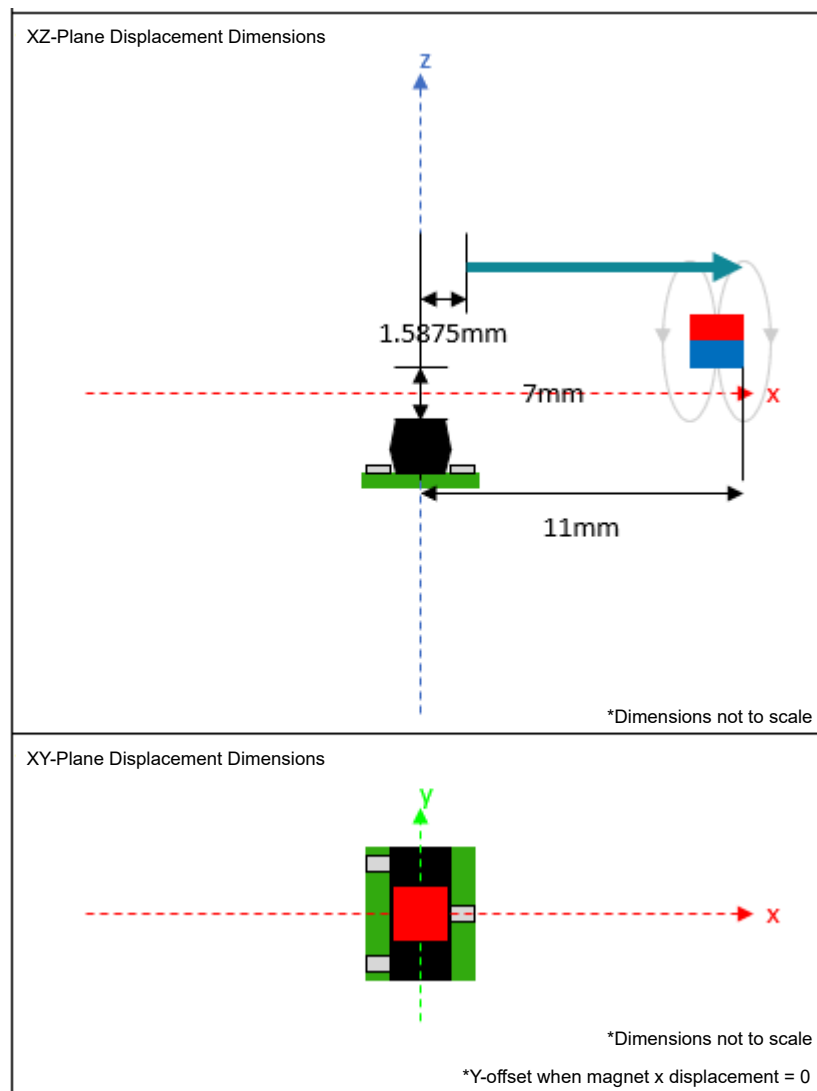 XZ-Plane Displacement Dimensions
z
1.5875mm
7mm
x
11mm
*Dimensions not to scale
XY-Plane Displacement Dimensions
y
x
*Dimensions not to scale
*Y-offset when magnet x displacement = 0